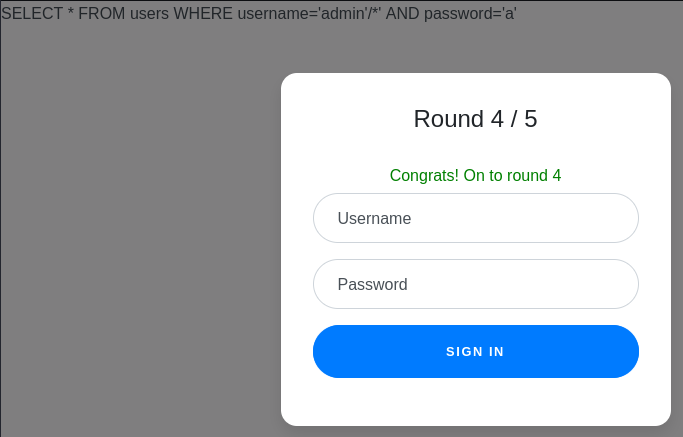 SELECT * FROM users WHERE username='admin'/*' AND password='a'
Round 4 / 5
Congrats! On to round 4
Username
Password
SIGN IN